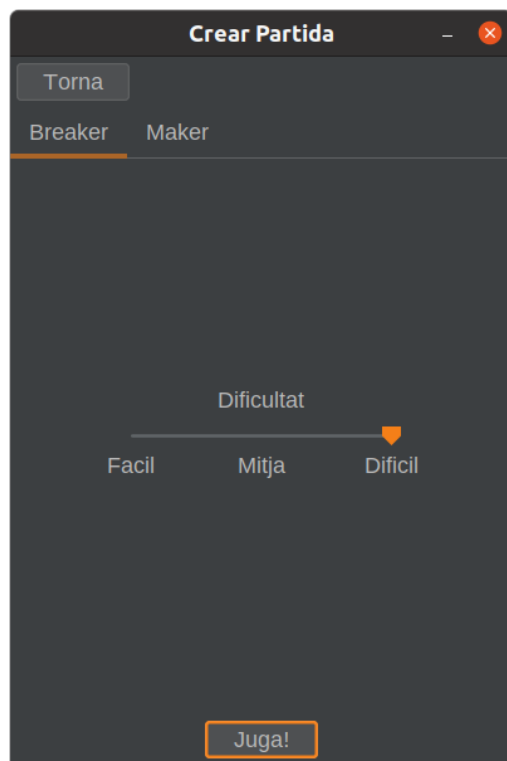 Crear Partida
Torna
Breaker Maker
Dificultat
Facil Mitja Dificil
Juga!